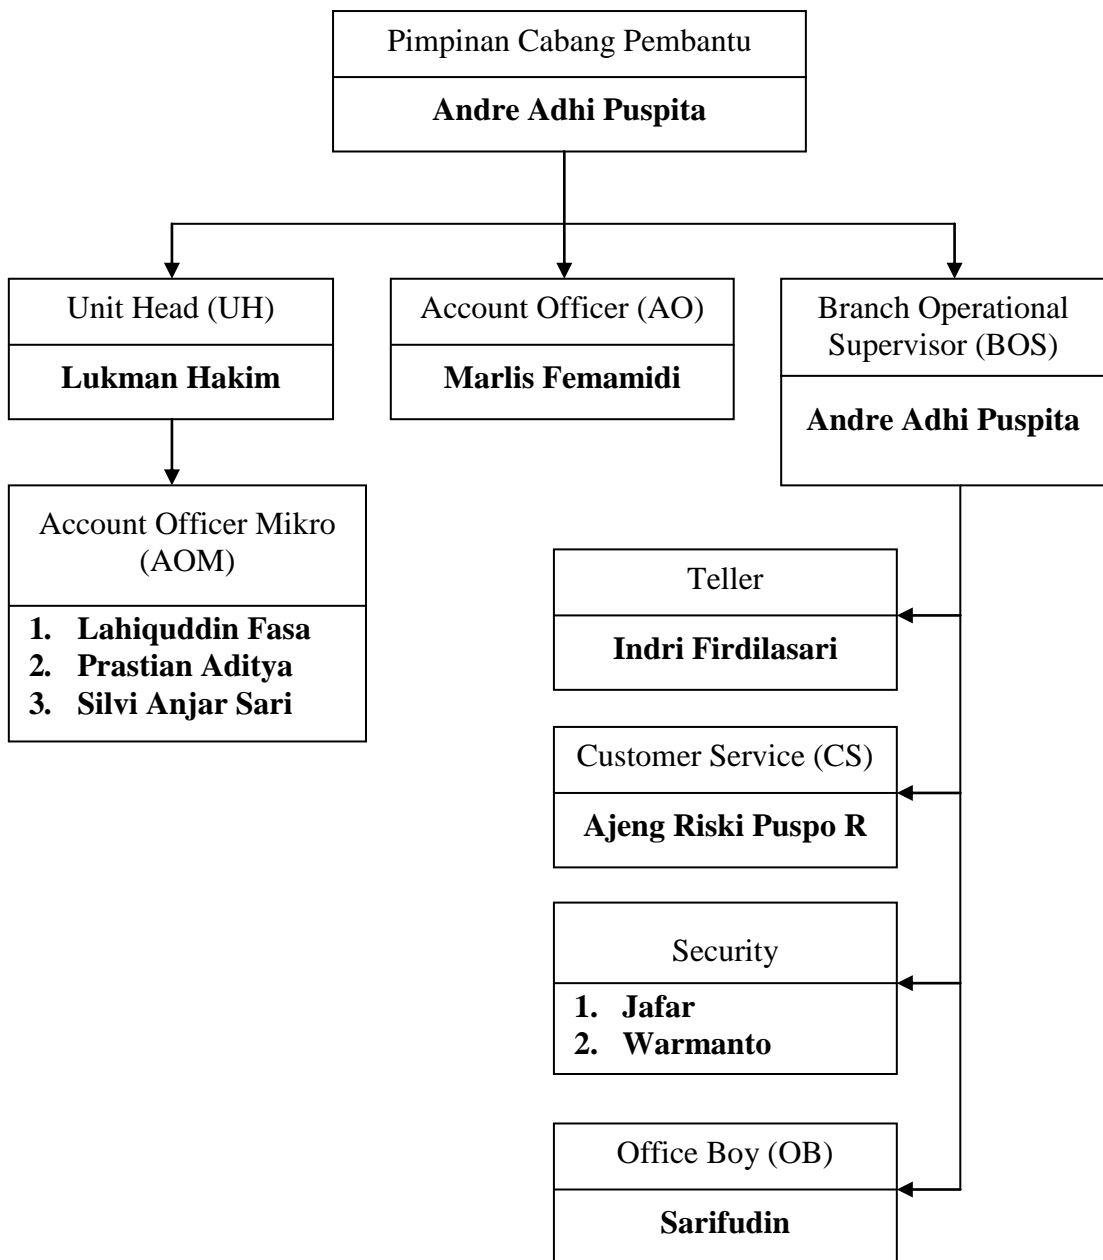 Pimpinan Cabang Pembantu
Andre Adhi Puspita
Unit Head (UH)
Lukman Hakim
Account Officer (AO)
Marlis Femamidi
Branch Operational
Supervisor (BOS)
Andre Adhi Puspita
Account Officer Mikro
(AOM)
1. Lahiquddin Fasa
2. Prastian Aditya
3. Silvi Anjar Sari
Teller
Indri Firdilasari
Customer Service (CS)
Ajeng Riski Puspo R
Security
1. Jafar
2. Warmanto
Office Boy (OB)
Sarifudin